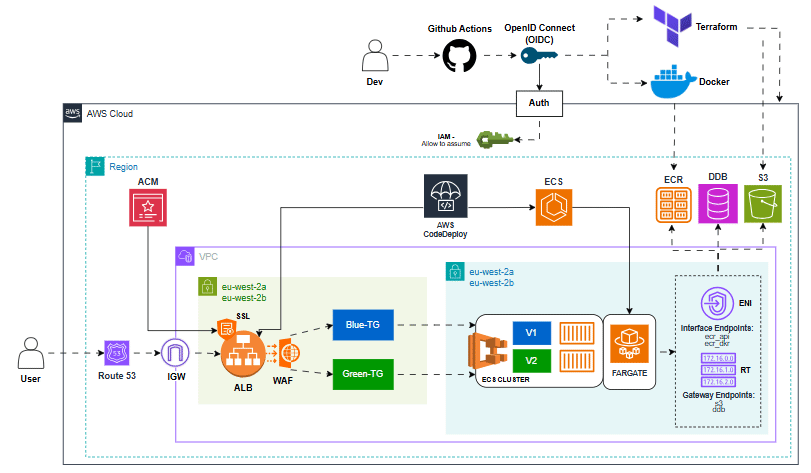 Github Actions
OpenID Connect
(OIDC)
Terraform
Dev
Docker
Auth
aws
AWS Cloud
IAM -
Allow to assume
Region
ACM
ECS
ECR
DDB
S3
AWS
CodeDeploy
VPC
eu-west-2a
eu-west-2b
eu-west-2a
eu-west-2b
SSL
Blue-TG
V1
ENI
Interface Endpoints:
ecr_api
ecr_dkr
53
User
Route 53
IGW
ALB
WAF
Green-TG
V2
ECS CLUSTER
FARGATE
172.16.0.0
172.16.1.0
172.16.2.0
RT
Gateway Endpoints:
s3
ddb